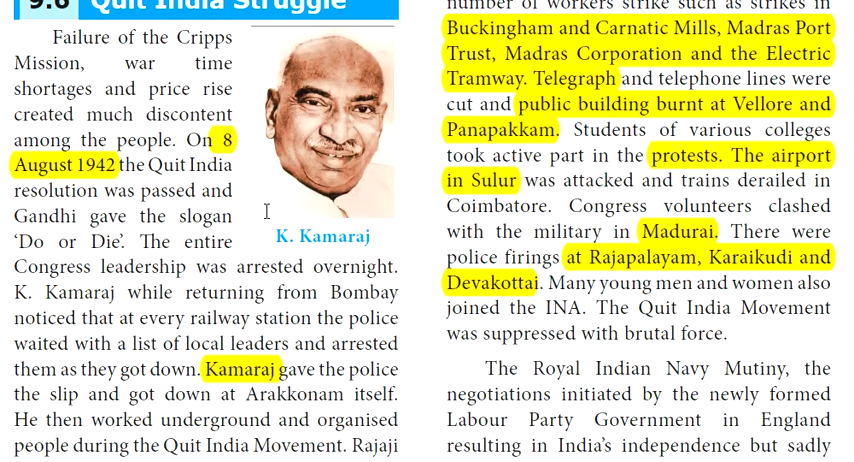 9.6 Quit India Struggle
Failure of the Cripps
Mission, war time
shortages and price rise
created much discontent
among the people. On 8
August 1942 the Quit India
resolution was passed and
Gandhi gave the slogan
‘Do or Die’. The entire
K. Kamaraj
Congress leadership was arrested overnight.
K. Kamaraj while returning from Bombay
noticed that at every railway station the police
waited with a list of local leaders and arrested
them as they got down. Kamaraj gave the police
the slip and got down at Arakkonam itself.
He then worked underground and organised
people during the Quit India Movement. Rajaji
number of workers strike such as strikes in
Buckingham and Carnatic Mills, Madras Port
Trust, Madras Corporation and the Electric
Tramway. Telegraph and telephone lines were
cut and public building burnt at Vellore and
Panapakkam. Students of various colleges
took active part in the protests. The airport
in Sulur was attacked and trains derailed in
Coimbatore. Congress volunteers clashed
with the military in Madurai. There were
police firings at Rajapalayam, Karaikudi and
Devakottai. Many young men and women also
joined the INA. The Quit India Movement
was suppressed with brutal force.
The Royal Indian Navy Mutiny, the
negotiations initiated by the newly formed
Labour Party Government in England
resulting in India’s independence but sadly